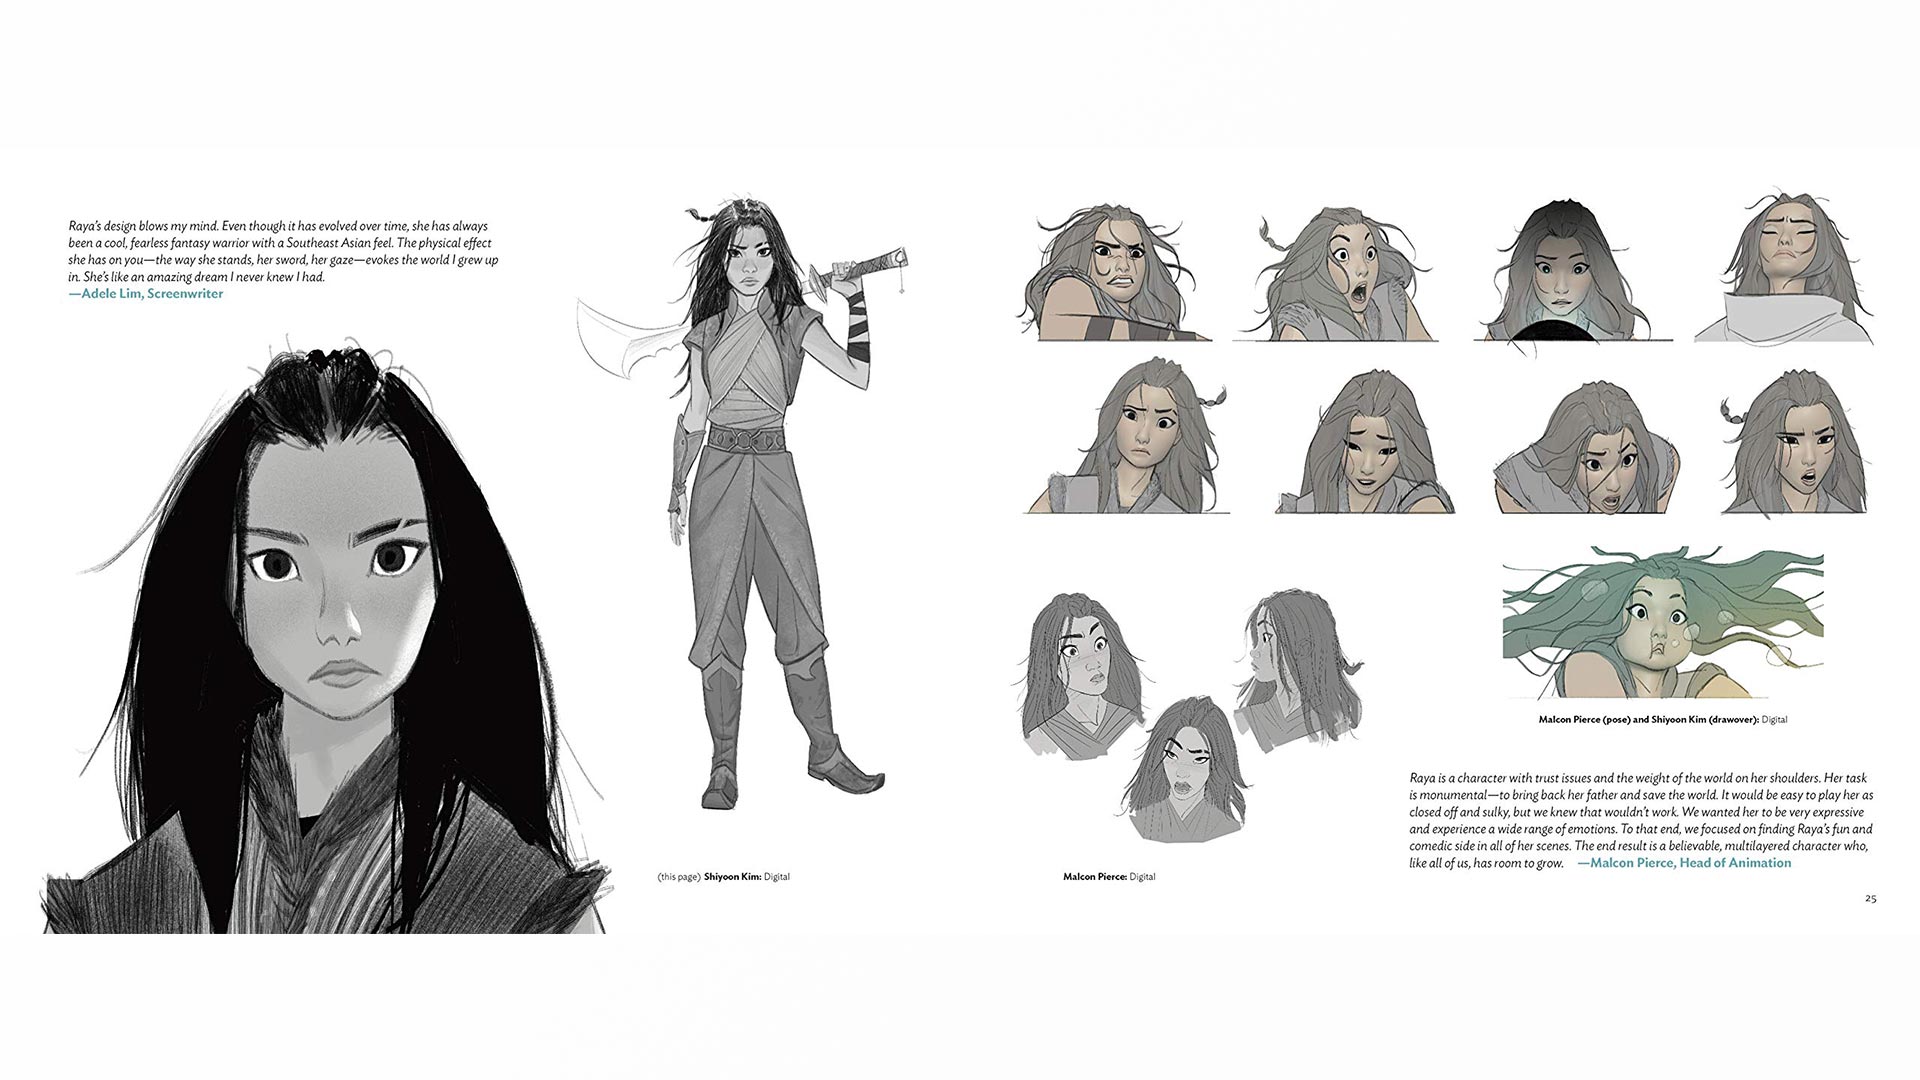 Raya's design blows my mind. Even though it has evolved over time, she has always
been a cool, fearless fantasy warrior with a Southeast Asian feel. The physical effect
she has on you—the way she stands, her sword, her gaze—evokes the world I grew up
in. She's like an amazing dream I never knew I had.
—Adele Lim, Screenwriter
(this page) Shiyoon Kim: Digital
Malcon Pierce: Digital
Malcon Pierce (pose) and Shiyoon Kim (drawover): Digital
Raya is a character with trust issues and the weight of the world on her shoulders. Her task
is monumental—to bring back her father and save the world. It would be easy to play her as
closed off and sulky, but we knew that wouldn't work. We wanted her to be very expressive
and experience a wide range of emotions. To that end, we focused on finding Raya's fun and
comedic side in all of her scenes. The end result is a believable, multilayered character who,
like all of us, has room to grow. —Malcon Pierce, Head of Animation
25